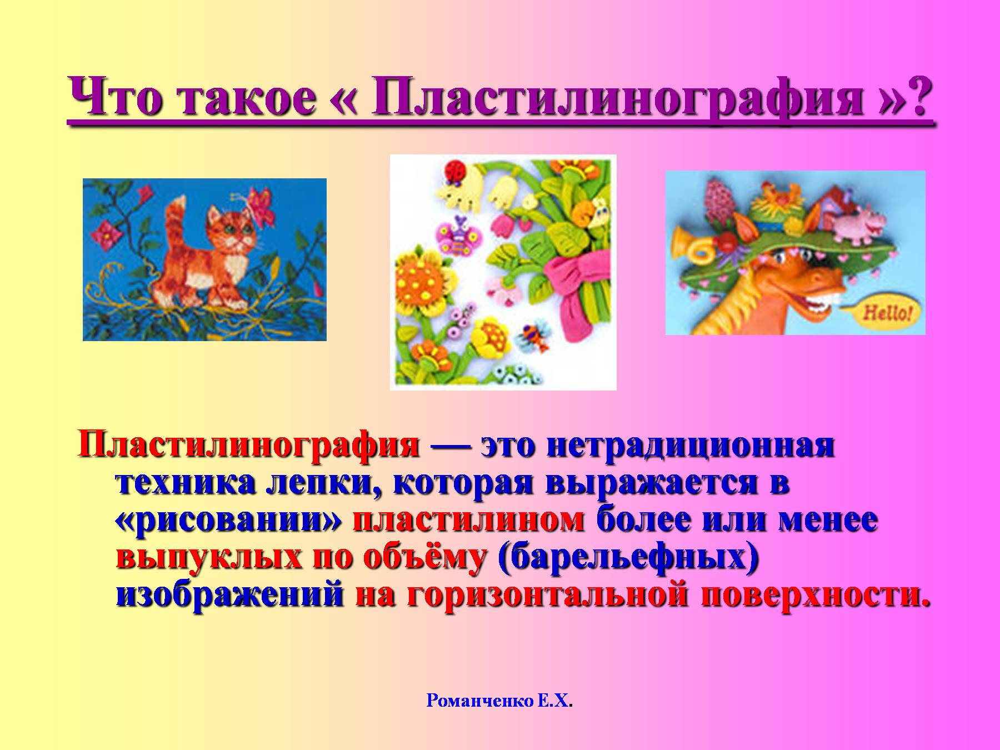 Что такое « Пластилинография »?
Hello!
Пластилинография — это нетрадиционная
техника лепки, которая выражается в
«рисовании» пластилином более или менее
выпуклых по объёму (барельефных)
изображений на горизонтальной поверхности.
Романченко Е.Х.